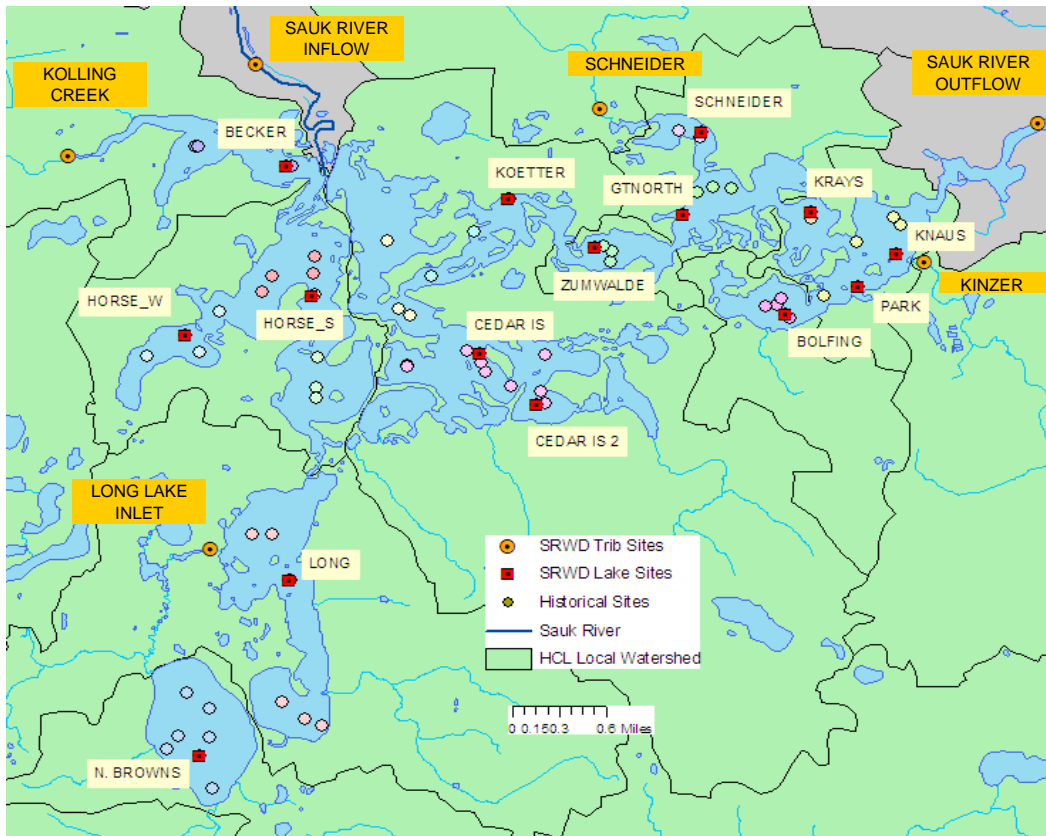 SAUK RIVER
INFLOW
KOLLING
CREEK
SCHNEIDER
SAUK RIVER
OUTFLOW
BECKER
SCHNEIDER
KOETTER
GTNORTH
KRAYS
KNAUS
ZUMWALDE
KINZER
HORSE_W
HORSE_S
PARK
CEDAR IS
BOLFING
CEDAR IS 2
LONG LAKE
INLET
LONG
SRWD Trib Sites
SRWD Lake Sites
Historical Sites
Sauk River
HCL Local Watershed
0 0.150.3 0.6 Miles
N. BROWNS